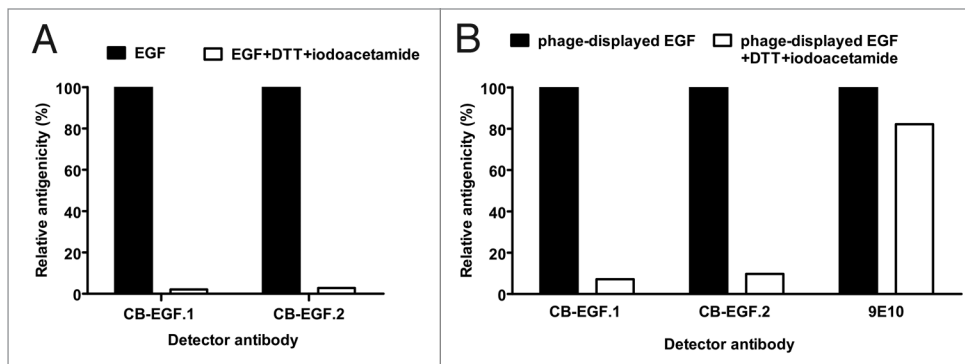 A
EGF
EGF+DTT+iodoacetamide
Relative antigenicity (%)
100
80
60
40
20
0
CB-EGF.1
CB-EGF.2
Detector antibody
B
phage-displayed EGF
phage-displayed EGF
+DTT+iodoacetamide
Relative antigenicity (%)
100
80
60
40
20
0
CB-EGF.1
CB-EGF.2
9E10
Detector antibody